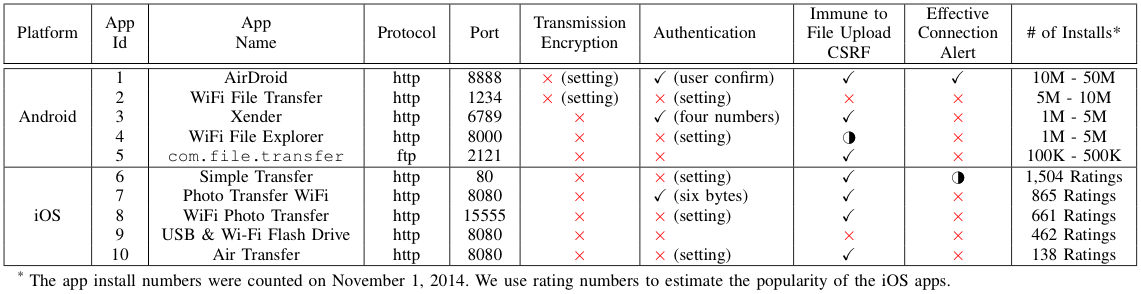 Platform App Id App Name Protocol Port Transmission Encryption Authentication Immune to File Upload CSRF Effective Connection Alert # of Installs*
Android
1 AirDroid http 8888 × (setting) ✓ (user confirm) ✓ ✓ 10M - 50M
2 WiFi File Transfer http 1234 × (setting) × (setting) × × 5M - 10M
3 Xender http 6789 × ✓ (four numbers) ✓ × 1M - 5M
4 WiFi File Explorer http 8000 × × (setting) ◑ × 1M - 5M
5 com.file.transfer ftp 2121 × × ✓ × 100K - 500K
iOS
6 Simple Transfer http 80 × × (setting) ✓ ◑ 1,504 Ratings
7 Photo Transfer WiFi http 8080 × ✓ (six bytes) ✓ × 865 Ratings
8 WiFi Photo Transfer http 15555 × × (setting) ✓ × 661 Ratings
9 USB & Wi-Fi Flash Drive http 8080 × × × × 462 Ratings
10 Air Transfer http 8080 × × (setting) ✓ × 138 Ratings
* The app install numbers were counted on November 1, 2014. We use rating numbers to estimate the popularity of the iOS apps.